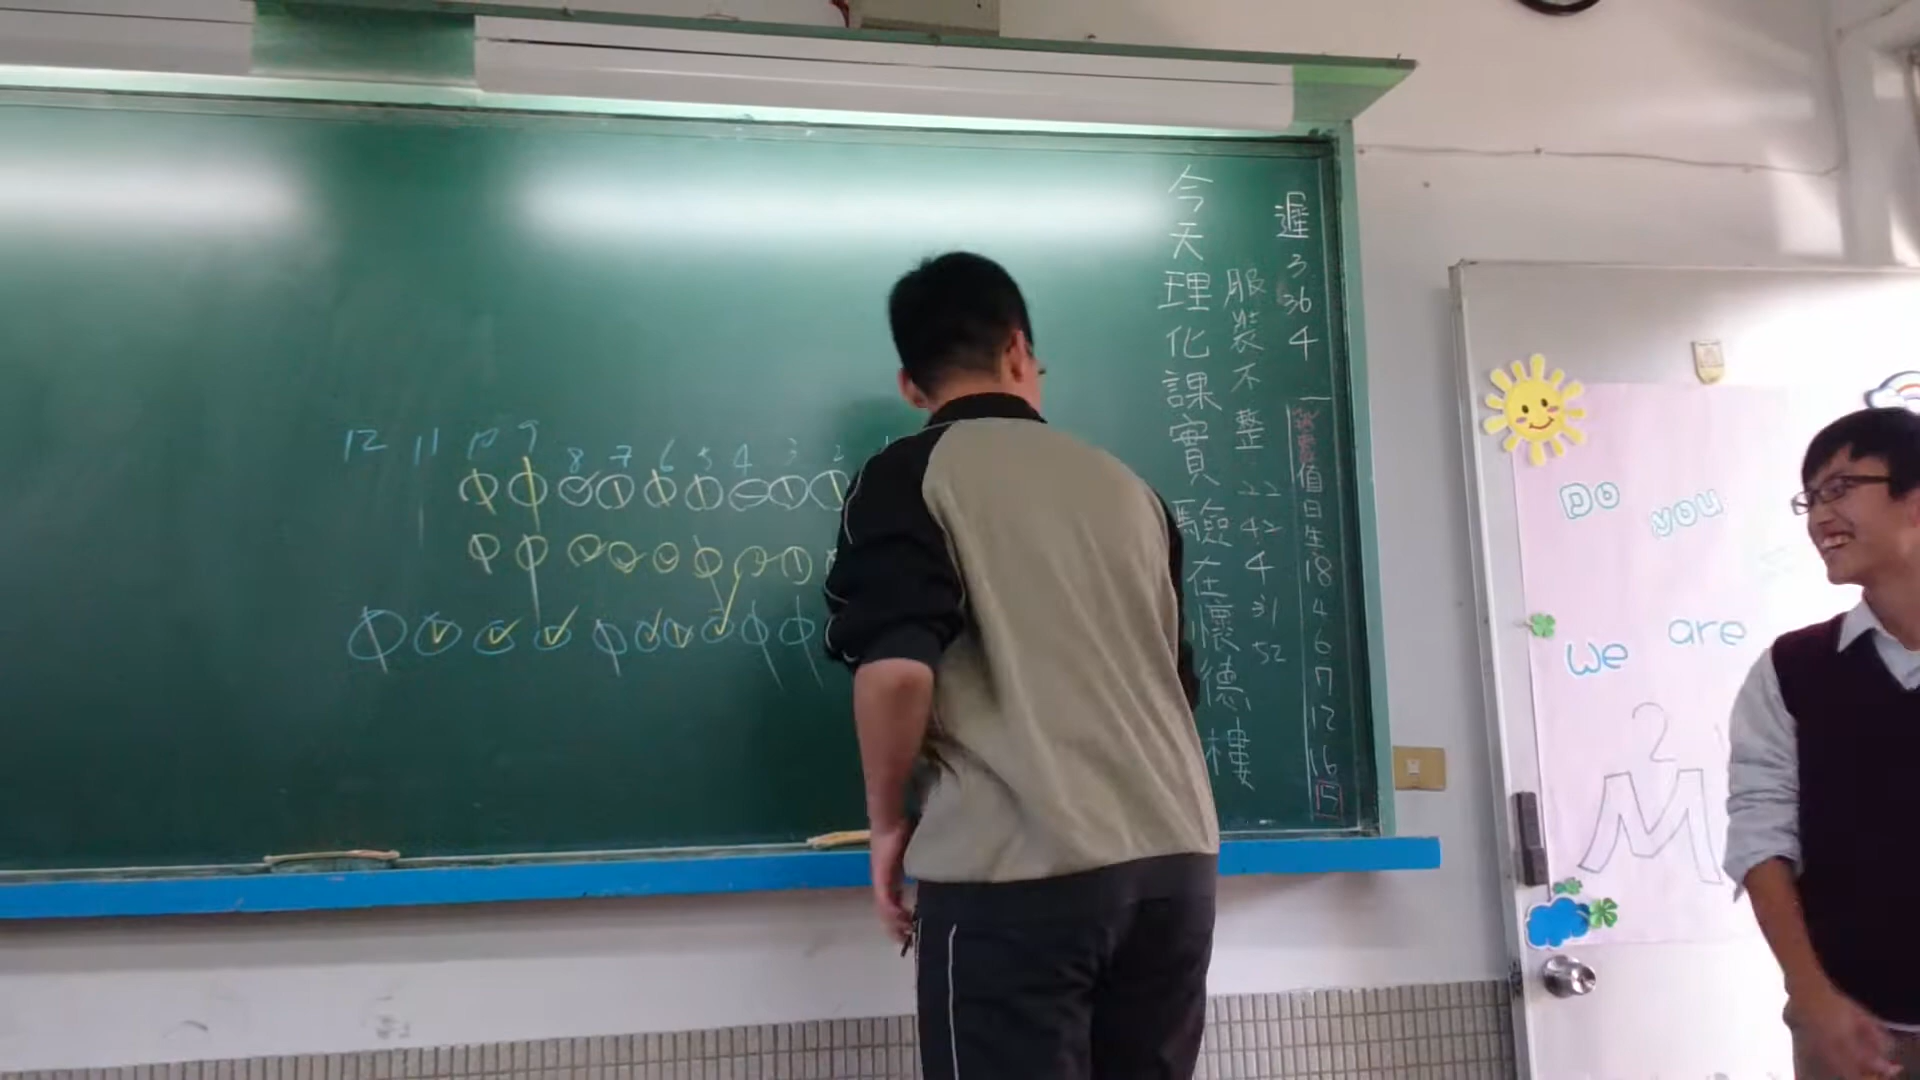 遲 3 36 4
值日生 18 4 6 7 12 16 15
服裝不整 22 42 4 31 52
今天理化課實驗在懷德樓
12 11 10 9 8 7 6 5 4 3 2
Do you
we are
M²